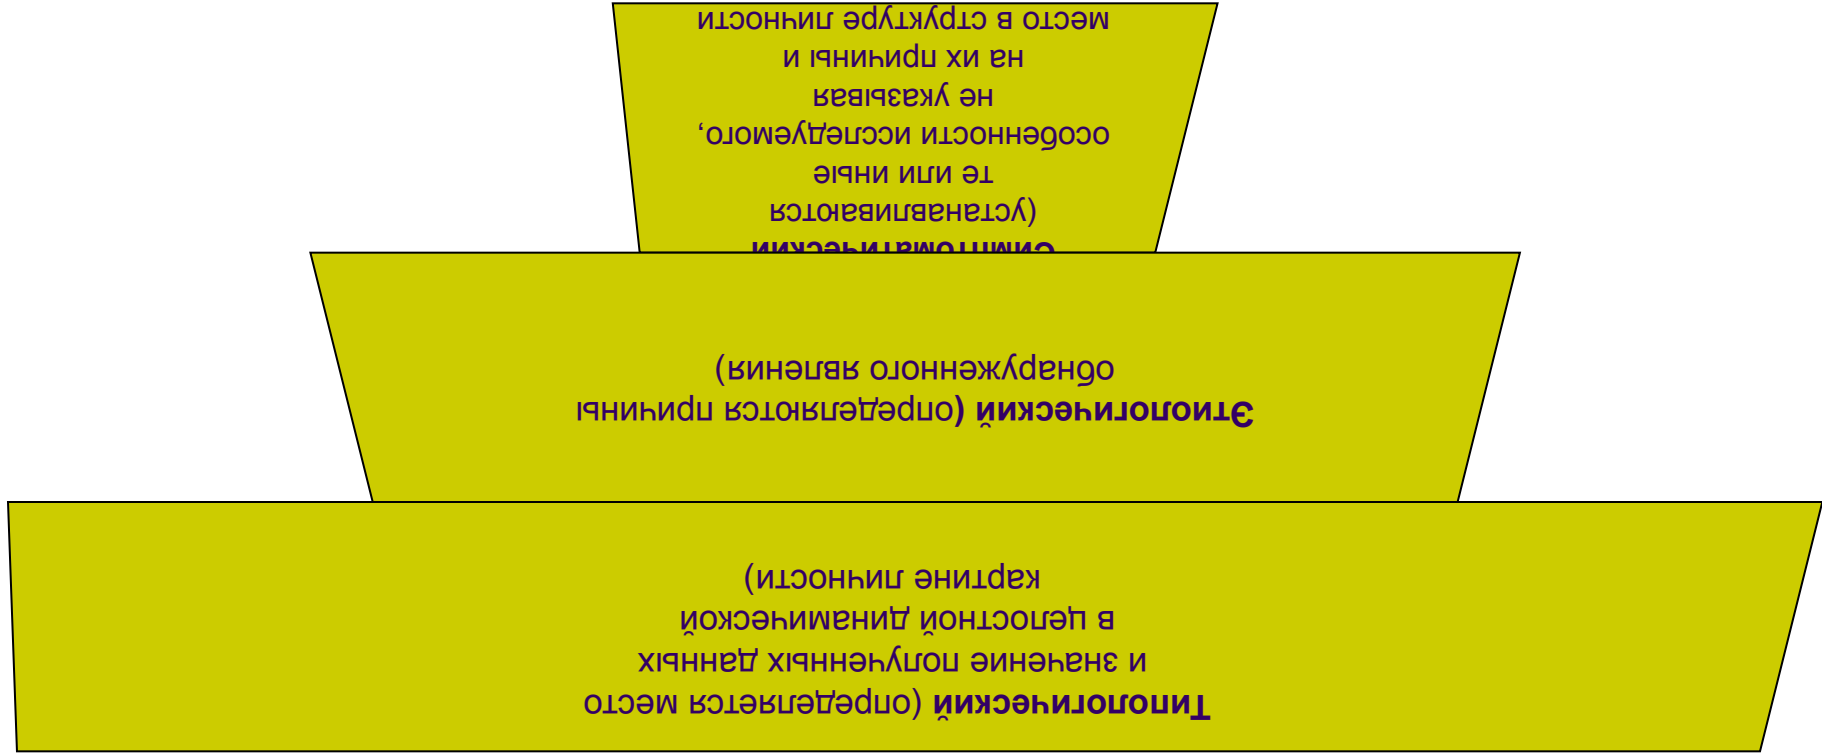 Типологический (определяется место
и значение полученных данных
в целостной динамической
картине личности)
Этиологический (определяются причины
обнаруженного явления)
Симптоматический
(устанавливаются
те или иные
особенности исследуемого,
не указывая
на их причины и
место в структуре личности